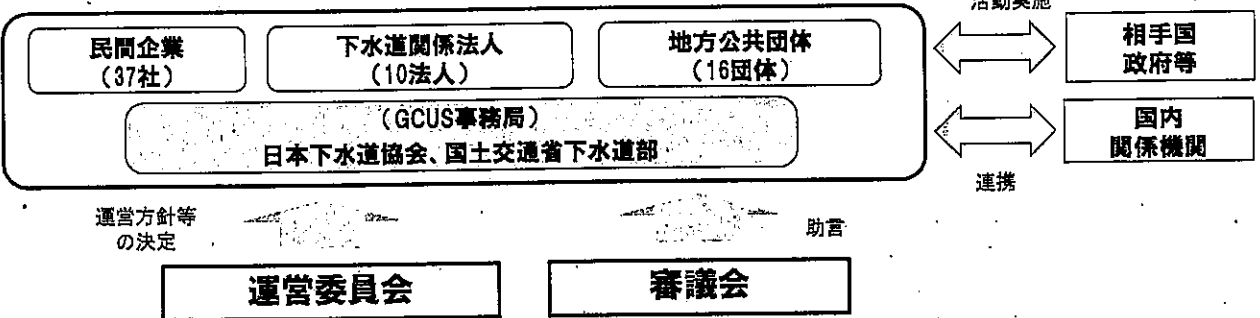 活動実施
民間企業
（37社）
下水道関係法人
（10法人）
地方公共団体
（16団体）
相手国
政府等
（GCUS事務局）
日本下水道協会、国土交通省下水道部
国内
関係機関
連携
運営方針等
の決定
助言
運営委員会
審議会